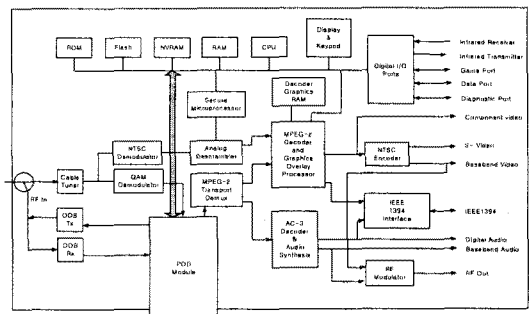 ROM
Flash
NVRAM
RAM
CPU
Display
&
Keypad
Digital I/O
Ports
Infrared Receiver
Infrared Transmitter
Game Port
Data Port
Diagnostic Port
Secure
Microprocessor
Decoder
Graphics
RAM
Component video
NTSC
Demodulator
Analog
Descrambler
MPEG-2
Decoder
and
Graphics
Overlay
Processor
NTSC
Encoder
S- Video
Baseband Video
Cable
Tuner
QAM
Demodulator
MPEG-2
Transport
Demux
RF In
OOB
Tx
OOB
Rx
POD
Module
AC-3
Decoder
&
Audio
Synthesis
IEEE
1394
Interface
IEEE1394
Digital Audio
Baseband Audio
RF
Modulator
RF Out